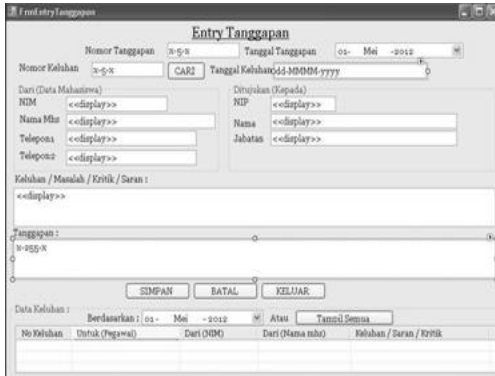 FrmEntryTanggapan
Entry Tanggapan
Nomor Tanggapan X-5-X Tanggal Tanggapan 01- Mei -2012
Nomor Keluhan X-5-X CARI Tanggal Keluhan dd-MMMM-yyyy
Dari (Data Mahasiswa) Ditujukan (Kepada)
NIM <<display>> NIP <<display>>
Nama Mhs <<display>> Nama <<display>>
Telepon1 <<display>> Jabatan <<display>>
Telepon2 <<display>>
Keluhan / Masalah / Kritik / Saran :
<<display>>
Tanggapan :
X-255-X
SIMPAN BATAL KELUAR
Data Keluhan :
Berdasarkan : 01- Mei -2012 Atau Tampil Semua
No Keluhan Untuk (Pegawai) Dari (NIM) Dari (Nama mhs) Keluhan / Saran / Kritik